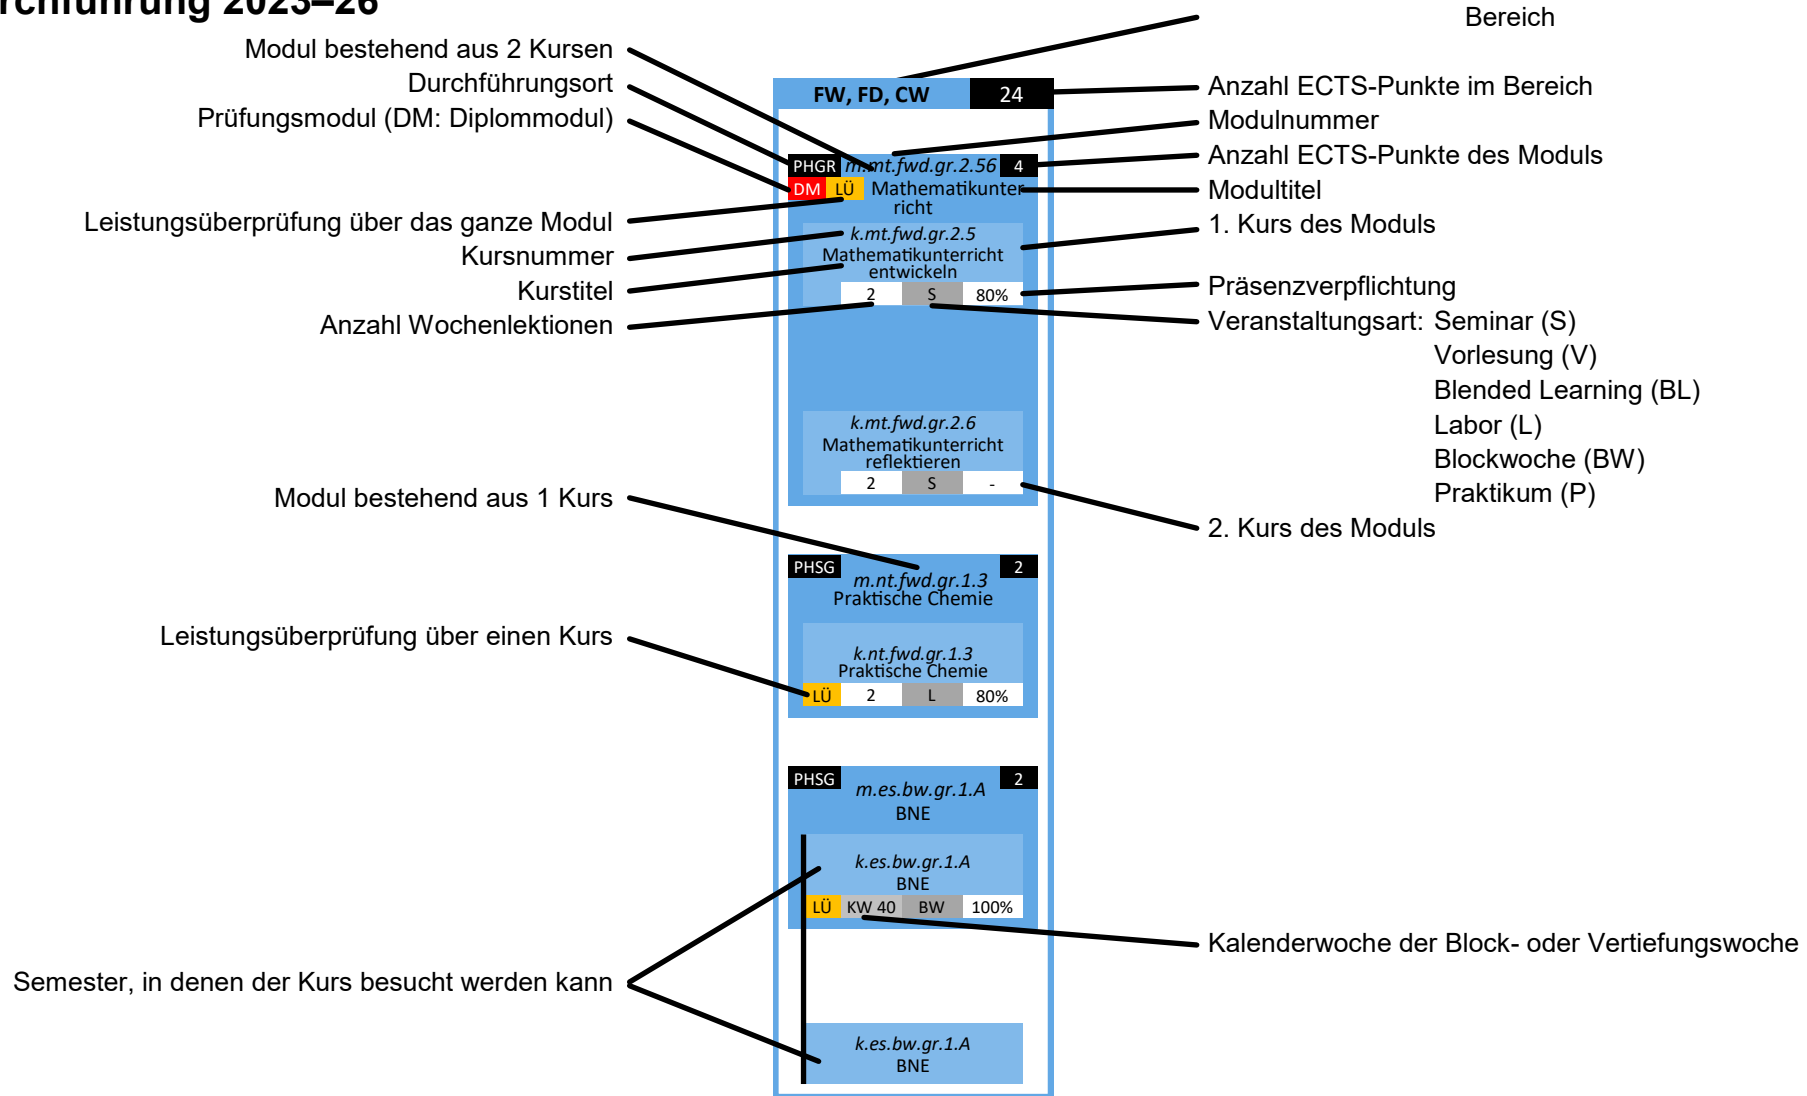 rchführung 2023–26
Bereich
Modul bestehend aus 2 Kursen
Durchführungsort
Prüfungsmodul (DM: Diplommodul)
Leistungsüberprüfung über das ganze Modul
Kursnummer
Kurstitel
Anzahl Wochenlektionen
Modul bestehend aus 1 Kurs
Leistungsüberprüfung über einen Kurs
Semester, in denen der Kurs besucht werden kann
FW, FD, CW 24
PHGR m.mt.fwd.gr.2.56 4
DM LÜ Mathematikunter
richt
k.mt.fwd.gr.2.5
Mathematikunterricht
entwickeln
2 S 80%
k.mt.fwd.gr.2.6
Mathematikunterricht
reflektieren
2 S -
PHSG 2
m.nt.fwd.gr.1.3
Praktische Chemie
k.nt.fwd.gr.1.3
Praktische Chemie
LÜ 2 L 80%
PHSG 2
m.es.bw.gr.1.A
BNE
k.es.bw.gr.1.A
BNE
LÜ KW 40 BW 100%
k.es.bw.gr.1.A
BNE
Anzahl ECTS-Punkte im Bereich
Modulnummer
Anzahl ECTS-Punkte des Moduls
Modultitel
1. Kurs des Moduls
Präsenzverpflichtung
Veranstaltungsart: Seminar (S)
Vorlesung (V)
Blended Learning (BL)
Labor (L)
Blockwoche (BW)
Praktikum (P)
2. Kurs des Moduls
Kalenderwoche der Block- oder Vertiefungswoche